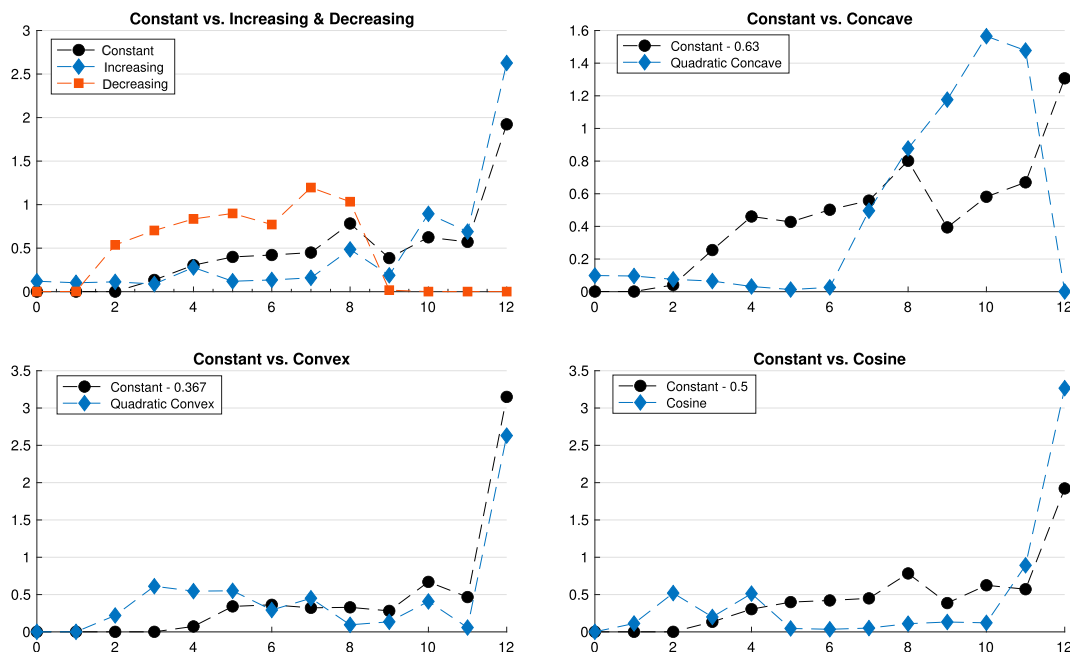 Constant vs. Increasing & Decreasing
3
2.5
2
1.5
1
0.5
0
Constant
Increasing
Decreasing
0 2 4 6 8 10 12
Constant vs. Concave
1.6
1.4
1.2
1
0.8
0.6
0.4
0.2
0
Constant - 0.63
Quadratic Concave
0 2 4 6 8 10 12
Constant vs. Convex
3.5
3
2.5
2
1.5
1
0.5
0
Constant - 0.367
Quadratic Convex
0 2 4 6 8 10 12
Constant vs. Cosine
3.5
3
2.5
2
1.5
1
0.5
0
Constant - 0.5
Cosine
0 2 4 6 8 10 12